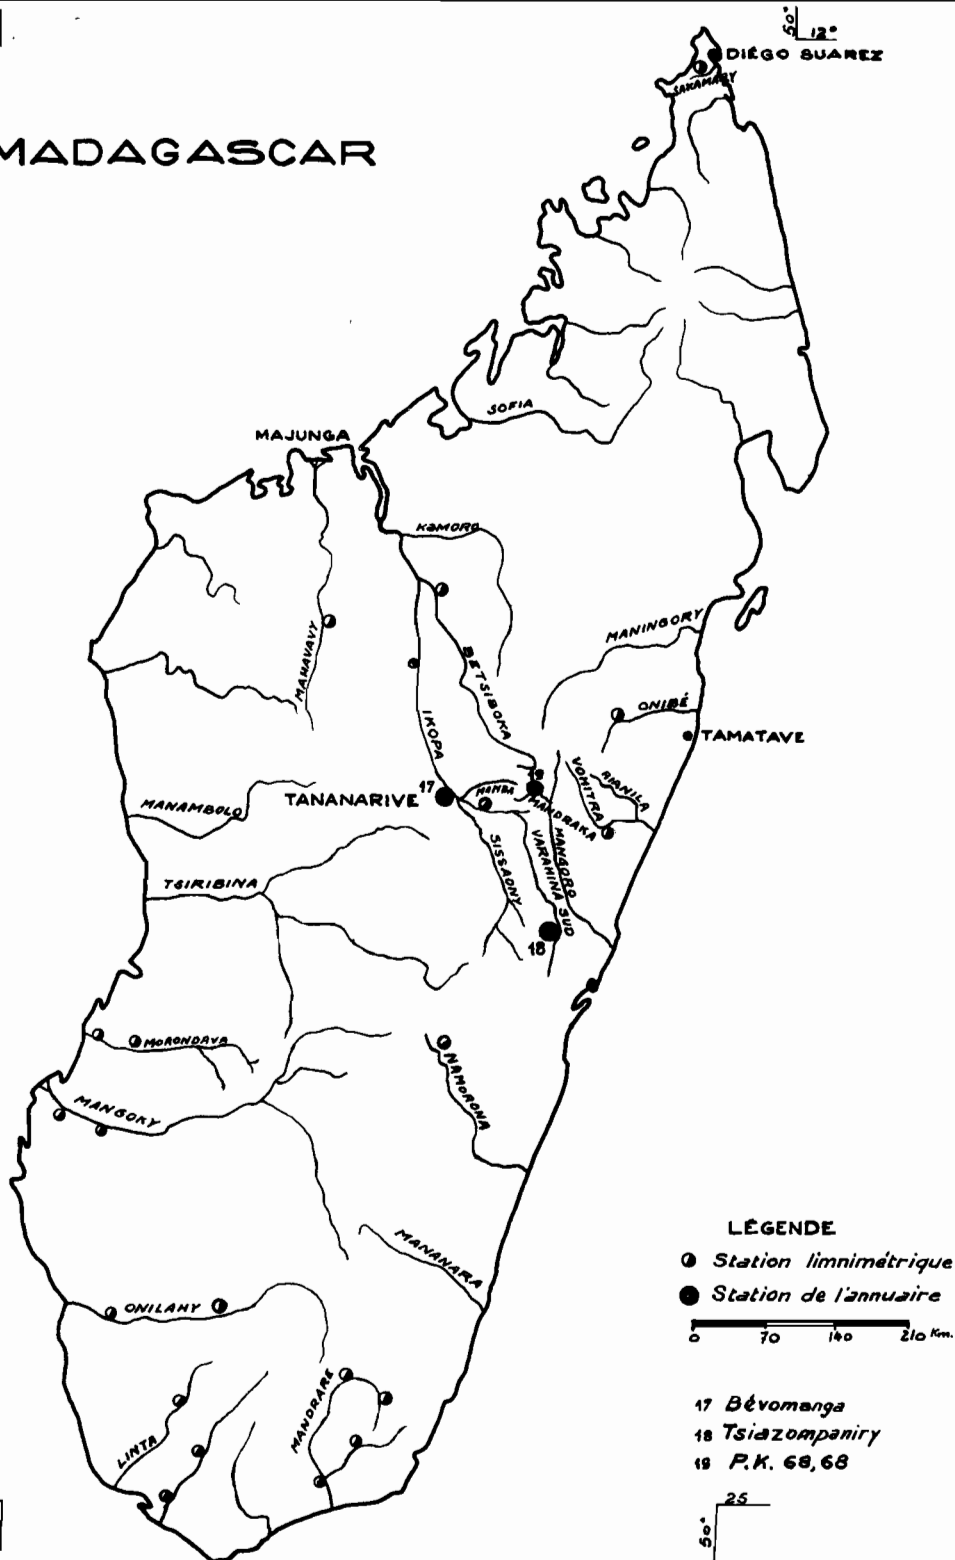 50°
12°
DIÉGO SUAREZ
SAKAMARY
MADAGASCAR
SOFIA
MAJUNGA
KAMORO
MAHAVAVY
MANINGORY
BETSIBOKA
IKOPA
ONIBÉ
TAMATAVE
VOHITRA
RIANILA
17
TANANARIVE
MAMBA
19
MANDRAKA
MANAMBOLO
SISSAONY
VARAHINA SUD
MANGORO
TSIRIBINA
18
MORONDAVA
NAMORONA
MANGOKY
MANANARA
ONILAHY
MANDRARE
LINTA
LÉGENDE
Station limnimétrique
Station de l'annuaire
0 70 140 210 Km.
17 Bévomanga
18 Tsiazompaniry
19 P.K. 68,68
25
50°